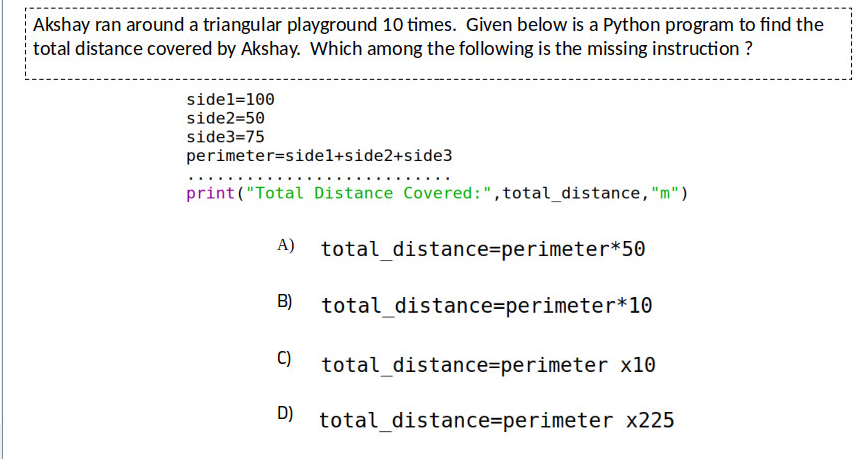 Akshay ran around a triangular playground 10 times. Given below is a Python program to find the
total distance covered by Akshay. Which among the following is the missing instruction ?
side1=100
side2=50
side3=75
perimeter=side1+side2+side3
...........................
print("Total Distance Covered:",total_distance,"m")
A) total_distance=perimeter*50
B) total_distance=perimeter*10
C) total_distance=perimeter x10
D) total_distance=perimeter x225